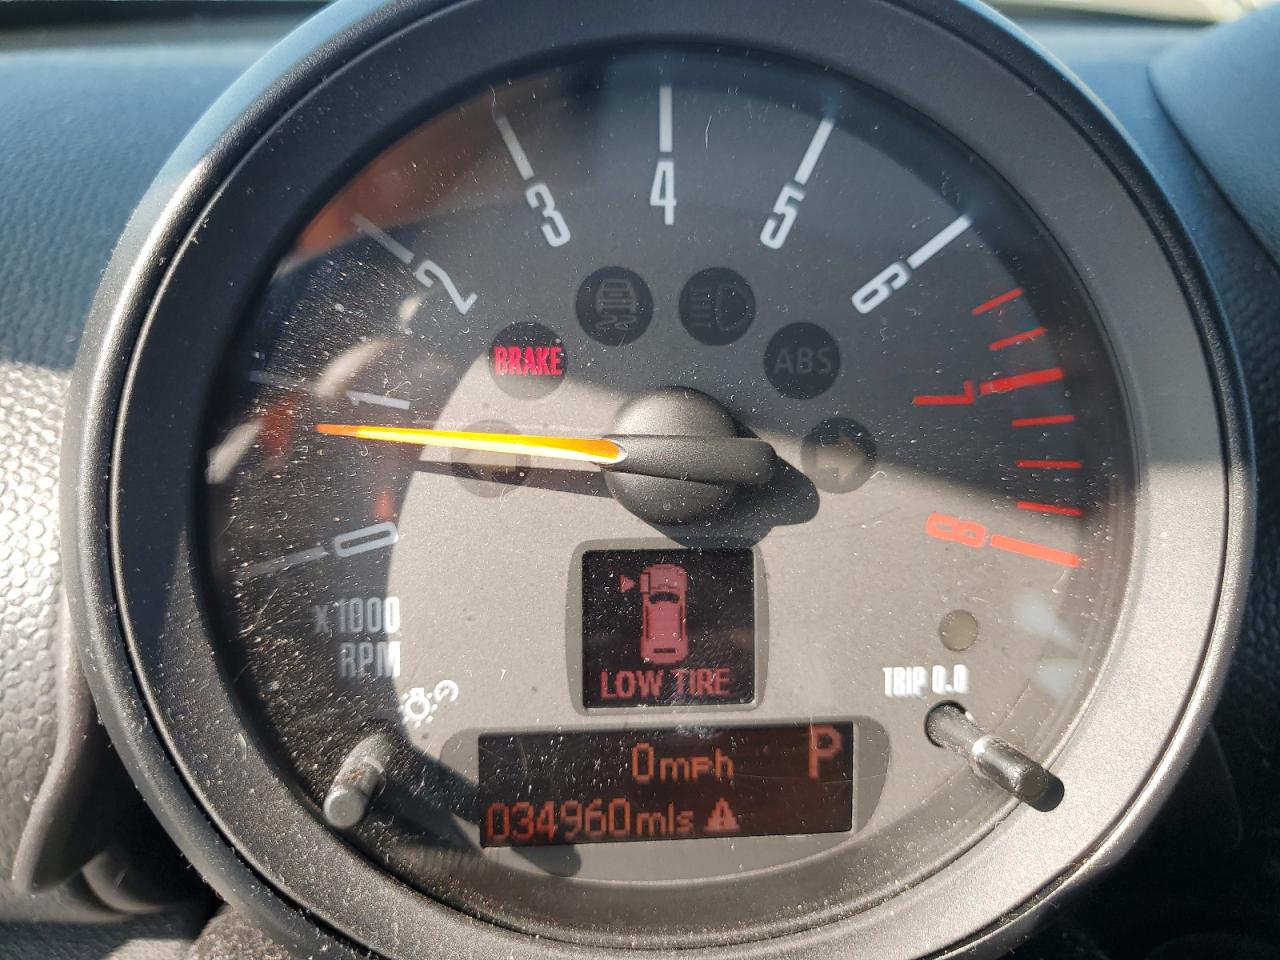 0
1
2
3
4
5
6
7
8
BRAKE
ABS
x1000
RPM
LOW TIRE
TRIP 0.0
0mph
P
034960mls